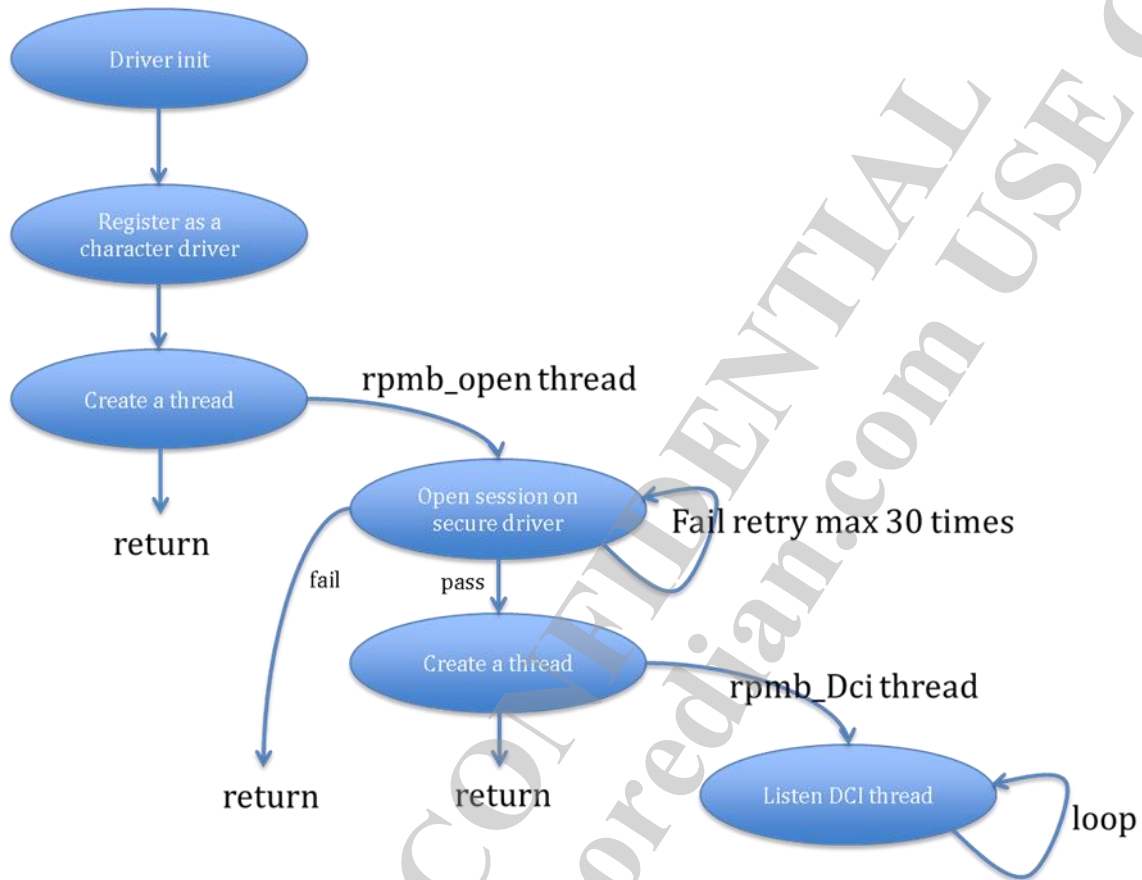 Driver init
Register as a
character driver
Create a thread
rpmb_open thread
return
Open session on
secure driver
Fail retry max 30 times
fail
pass
Create a thread
rpmb_Dci thread
return
return
Listen DCI thread
loop
CONFIDENTIAL
oredian.com USE